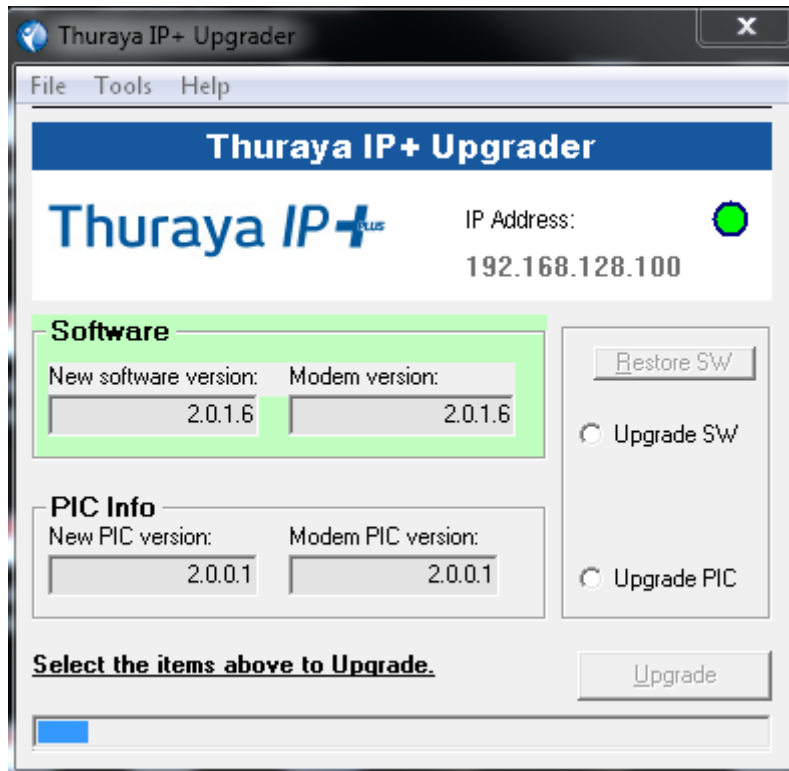 Thuraya IP+ Upgrader
File Tools Help
Thuraya IP+ Upgrader
Thuraya IP+ PLUS
IP Address:
192.168.128.100
Software
New software version: Modem version:
2.0.1.6 2.0.1.6
Restore SW
Upgrade SW
PIC Info
New PIC version: Modem PIC version:
2.0.0.1 2.0.0.1
Upgrade PIC
Select the items above to Upgrade.
Upgrade